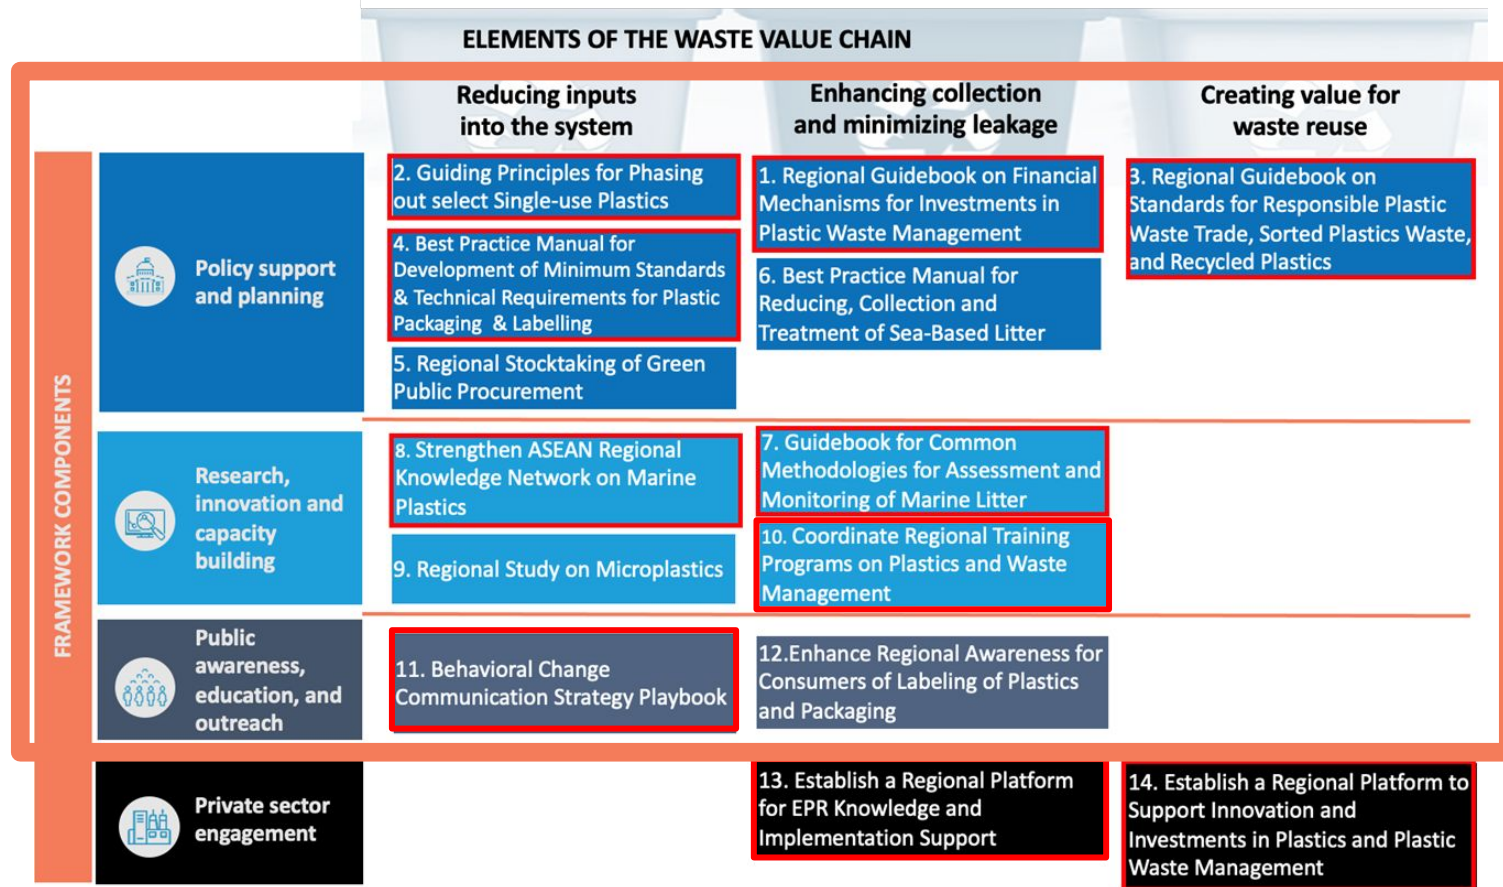 ELEMENTS OF THE WASTE VALUE CHAIN
Reducing inputs
into the system
Enhancing collection
and minimizing leakage
Creating value for
waste reuse
FRAMEWORK COMPONENTS
Policy support
and planning
2. Guiding Principles for Phasing
out select Single-use Plastics
4. Best Practice Manual for
Development of Minimum Standards
& Technical Requirements for Plastic
Packaging & Labelling
5. Regional Stocktaking of Green
Public Procurement
1. Regional Guidebook on Financial
Mechanisms for Investments in
Plastic Waste Management
6. Best Practice Manual for
Reducing, Collection and
Treatment of Sea-Based Litter
3. Regional Guidebook on
Standards for Responsible Plastic
Waste Trade, Sorted Plastics Waste,
and Recycled Plastics
Research,
innovation and
capacity
building
8. Strengthen ASEAN Regional
Knowledge Network on Marine
Plastics
9. Regional Study on Microplastics
7. Guidebook for Common
Methodologies for Assessment and
Monitoring of Marine Litter
10. Coordinate Regional Training
Programs on Plastics and Waste
Management
Public
awareness,
education, and
outreach
11. Behavioral Change
Communication Strategy Playbook
12.Enhance Regional Awareness for
Consumers of Labeling of Plastics
and Packaging
Private sector
engagement
13. Establish a Regional Platform
for EPR Knowledge and
Implementation Support
14. Establish a Regional Platform to
Support Innovation and
Investments in Plastics and Plastic
Waste Management